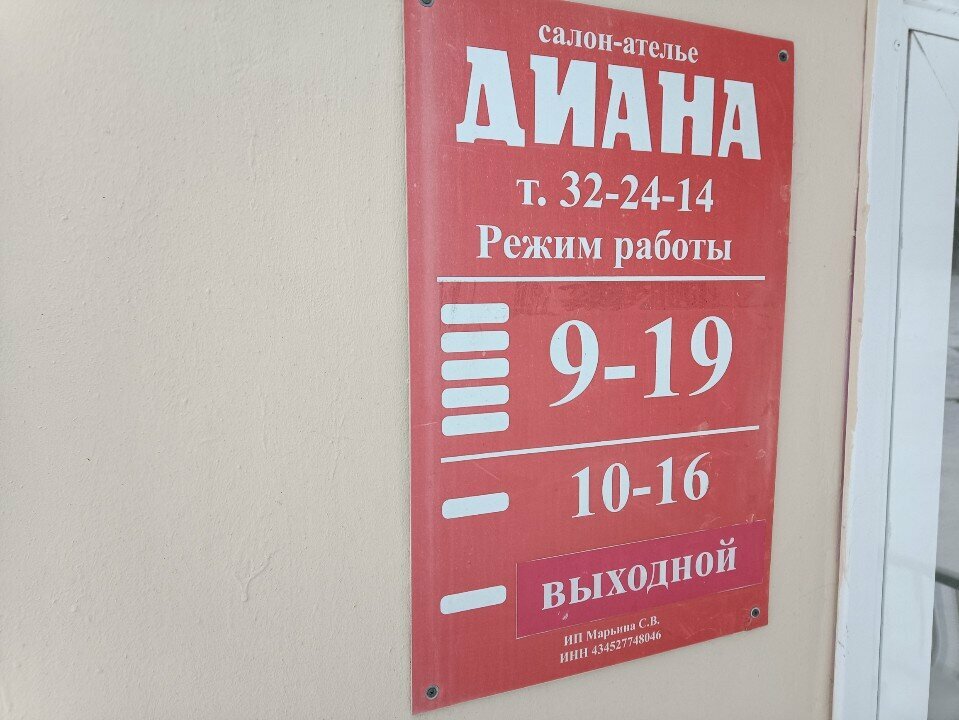 салон-ателье
ДИАНА
т. 32-24-14
Режим работы
9-19
10-16
выходной
ИП Марьина С.В.
ИНН 434527748046